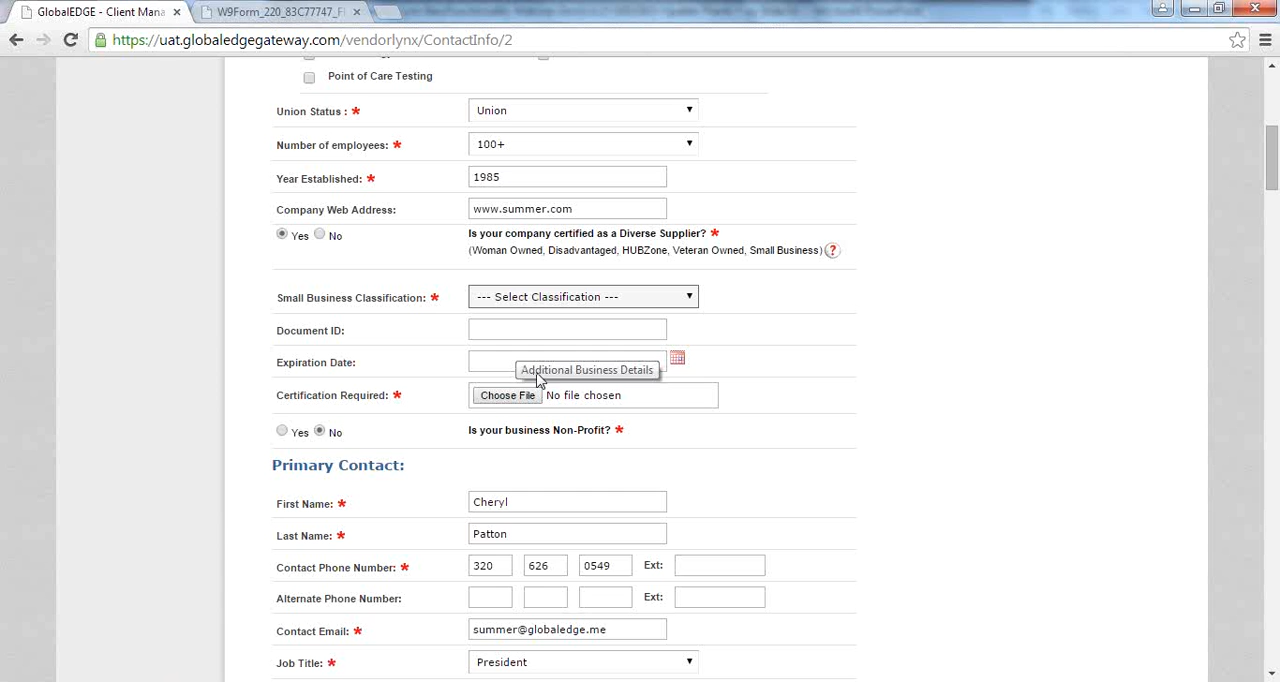 GlobalEDGE - Client Mana
W9Form_220_83C77747_F
https://uat.globaledgegateway.com/vendorlynx/ContactInfo/2
Point of Care Testing
Union Status : * Union
Number of employees: * 100+
Year Established: * 1985
Company Web Address: www.summer.com
Yes No Is your company certified as a Diverse Supplier? *
(Woman Owned, Disadvantaged, HUBZone, Veteran Owned, Small Business) ?
Small Business Classification: * --- Select Classification ---
Document ID:
Expiration Date:
Additional Business Details
Certification Required: * Choose File No file chosen
Yes No Is your business Non-Profit? *
Primary Contact:
First Name: * Cheryl
Last Name: * Patton
Contact Phone Number: * 320 626 0549 Ext:
Alternate Phone Number: Ext:
Contact Email: * summer@globaledge.me
Job Title: * President